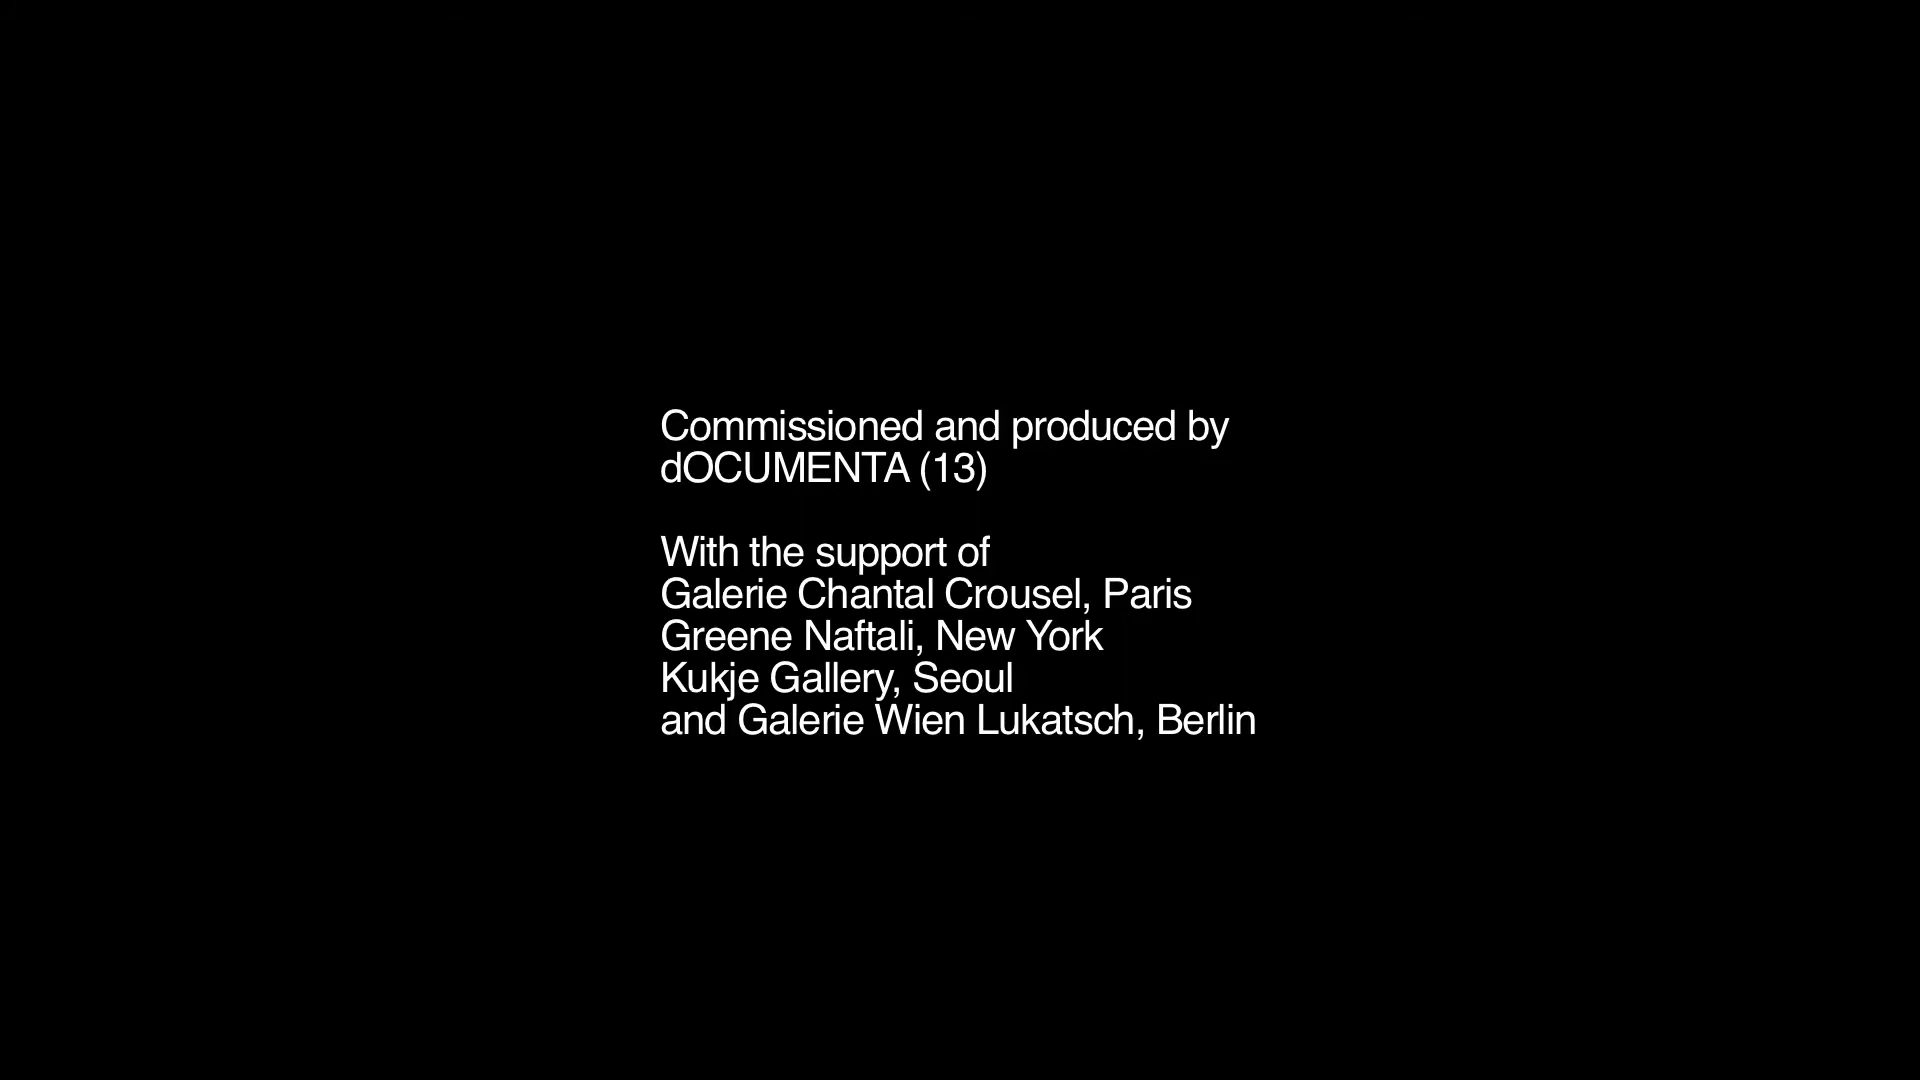 Commissioned and produced by
dOCUMENTA (13)
With the support of
Galerie Chantal Crousel, Paris
Greene Naftali, New York
Kukje Gallery, Seoul
and Galerie Wien Lukatsch, Berlin